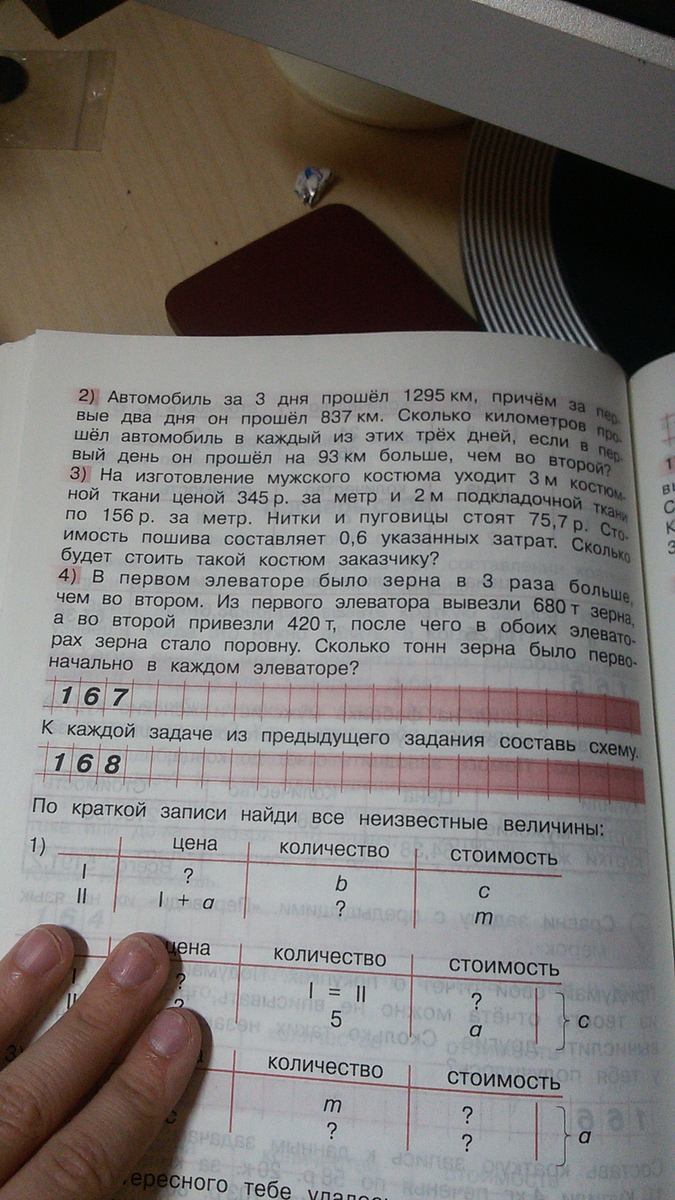 2) Автомобиль за 3 дня прошёл 1295 км, причём за пер-
вые два дня он прошёл 837 км. Сколько километров про-
шёл автомобиль в каждый из этих трёх дней, если в пер-
вый день он прошёл на 93 км больше, чем во второй?
3) На изготовление мужского костюма уходит 3 м костюм-
ной ткани ценой 345 р. за метр и 2 м подкладочной ткани
по 156 р. за метр. Нитки и пуговицы стоят 75,7 р. Сто-
имость пошива составляет 0,6 указанных затрат. Сколько
будет стоить такой костюм заказчику?
4) В первом элеваторе было зерна в 3 раза больше,
чем во втором. Из первого элеватора вывезли 680 т зерна,
а во второй привезли 420 т, после чего в обоих элевато-
рах зерна стало поровну. Сколько тонн зерна было перво-
начально в каждом элеваторе?
167
К каждой задаче из предыдущего задания составь схему.
168
По краткой записи найди все неизвестные величины:
1) цена количество стоимость
I ? b c
II I + a ? m
цена количество стоимость
I ? I = II ?
II ? 5 a } c
количество стоимость
m ?
c ? ? } a